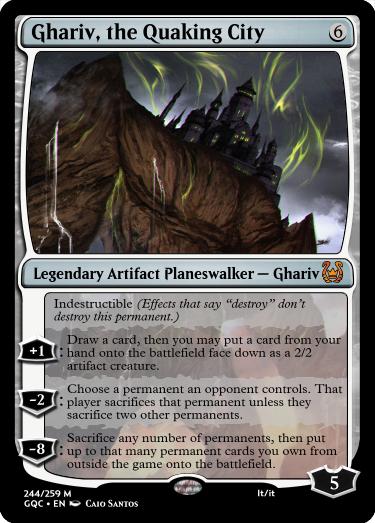 Ghariv, the Quaking City 6
Legendary Artifact Planeswalker — Ghariv
Indestructible (Effects that say "destroy" don't
destroy this permanent.)
+1 : Draw a card, then you may put a card from your
hand onto the battlefield face down as a 2/2
artifact creature.
-2 : Choose a permanent an opponent controls. That
player sacrifices that permanent unless they
sacrifice two other permanents.
-8 : Sacrifice any number of permanents, then put
up to that many permanent cards you own from
outside the game onto the battlefield.
5
244/259 M It/it
GQC • EN Caio Santos